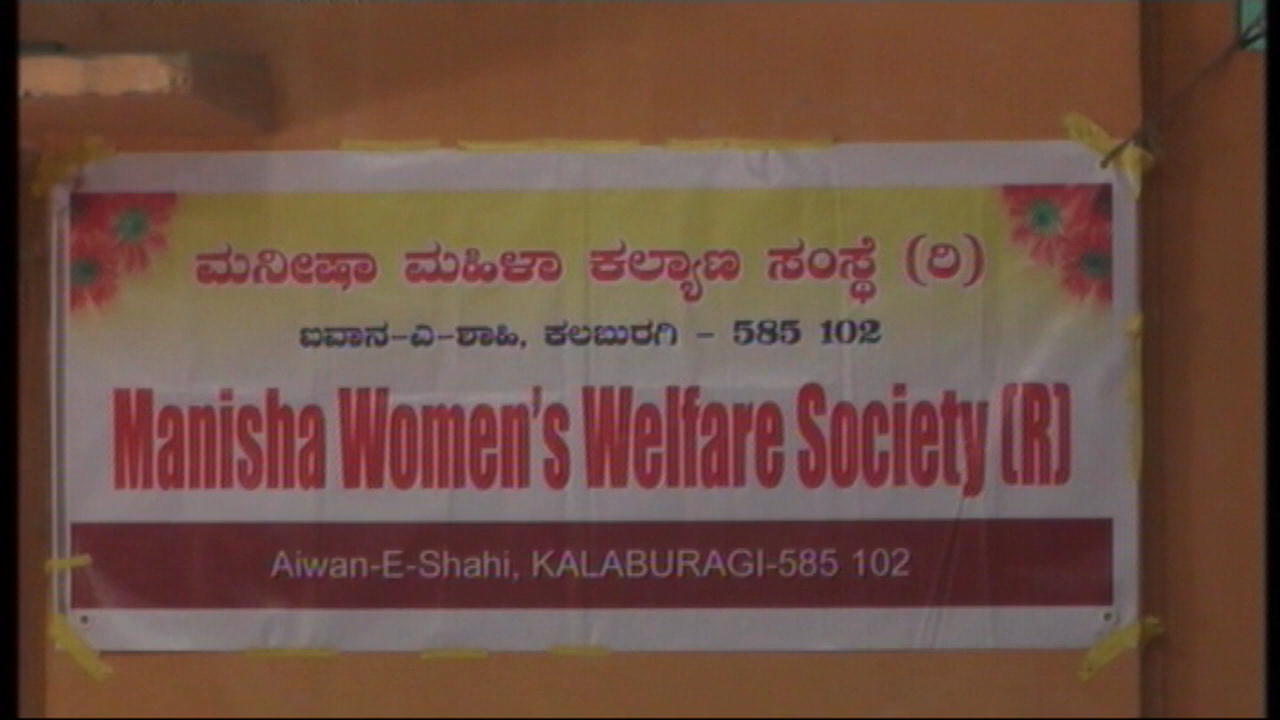 ಮನೀಷಾ ಮಹಿಳಾ ಕಲ್ಯಾಣ ಸಂಸ್ಥೆ (ರಿ)
ಐವಾನ-ಎ-ಶಾಹಿ, ಕಲಬುರಗಿ - 585 102
Manisha Women's Welfare Society (R)
Aiwan-E-Shahi, KALABURAGI-585 102